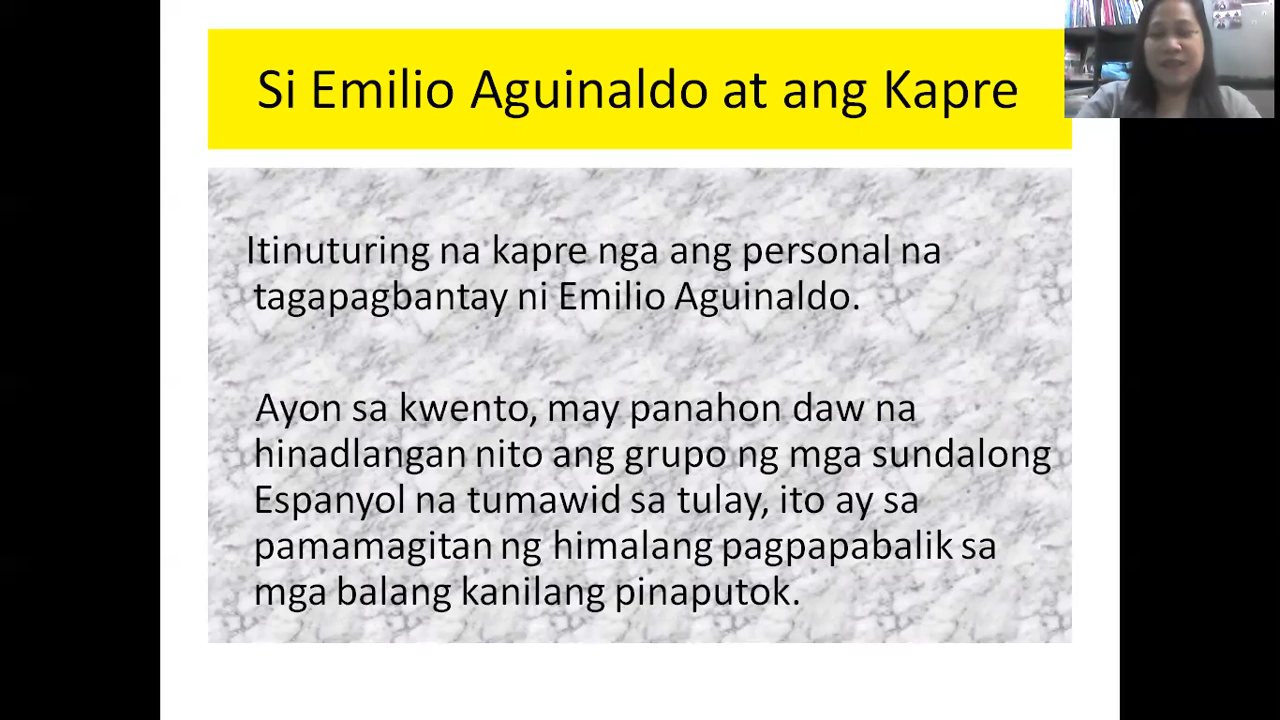 Si Emilio Aguinaldo at ang Kapre
Itinuturing na kapre nga ang personal na
tagapagbantay ni Emilio Aguinaldo.
Ayon sa kwento, may panahon daw na
hinadlangan nito ang grupo ng mga sundalong
Espanyol na tumawid sa tulay, ito ay sa
pamamagitan ng himalang pagpapabalik sa
mga balang kanilang pinaputok.